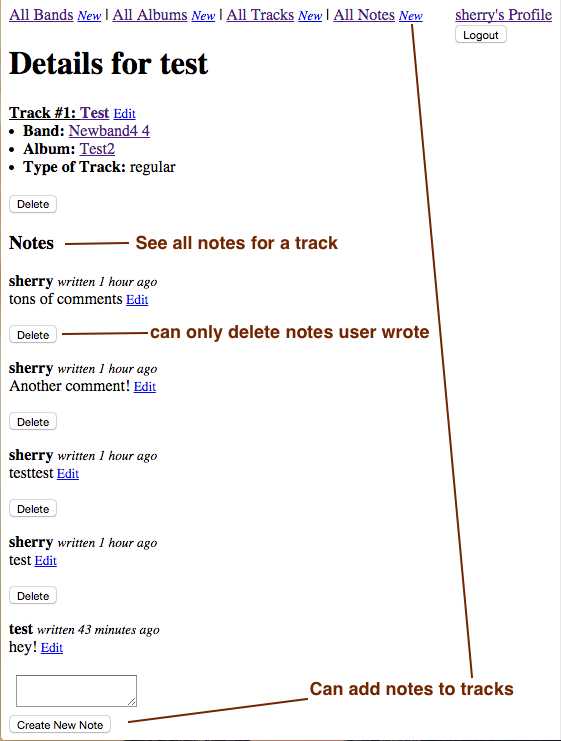 All Bands New | All Albums New | All Tracks New | All Notes New sherry's Profile
Logout
Details for test
Track #1: Test Edit
• Band: Newband4 4
• Album: Test2
• Type of Track: regular
Delete
Notes See all notes for a track
sherry written 1 hour ago
tons of comments Edit
Delete can only delete notes user wrote
sherry written 1 hour ago
Another comment! Edit
Delete
sherry written 1 hour ago
testtest Edit
Delete
sherry written 1 hour ago
test Edit
Delete
test written 43 minutes ago
hey! Edit
Can add notes to tracks
Create New Note